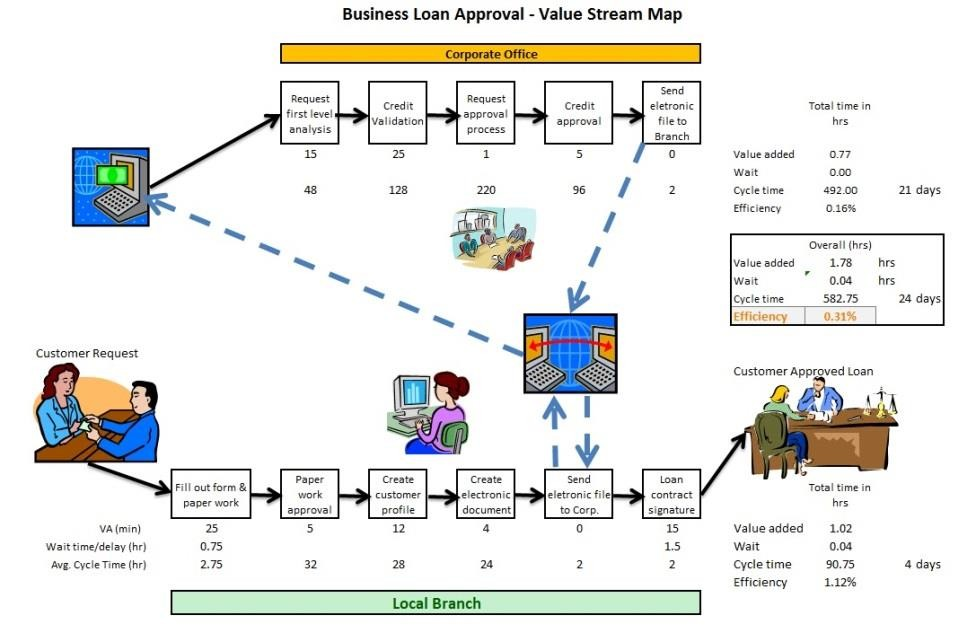 Business Loan Approval - Value Stream Map
Corporate Office
Request
first level
analysis
Credit
Validation
Request
approval
process
Credit
approval
Send
eletronic
file to
Branch
15 25 1 5 0
48 128 220 96 2
Total time in
hrs
Value added 0.77
Wait 0.00
Cycle time 492.00 21 days
Efficiency 0.16%
Overall (hrs)
Value added 1.78 hrs
Wait 0.04 hrs
Cycle time 582.75 24 days
Efficiency 0.31%
Customer Request
Customer Approved Loan
Fill out form &
paper work
Paper
work
approval
Create
customer
profile
Create
electronic
document
Send
eletronic file
to Corp.
Loan
contract
signature
VA (min) 25 5 12 4 0 15
Wait time/delay (hr) 0.75 1.5
Avg. Cycle Time (hr) 2.75 32 28 24 2 2
Total time in
hrs
Value added 1.02
Wait 0.04
Cycle time 90.75 4 days
Efficiency 1.12%
Local Branch